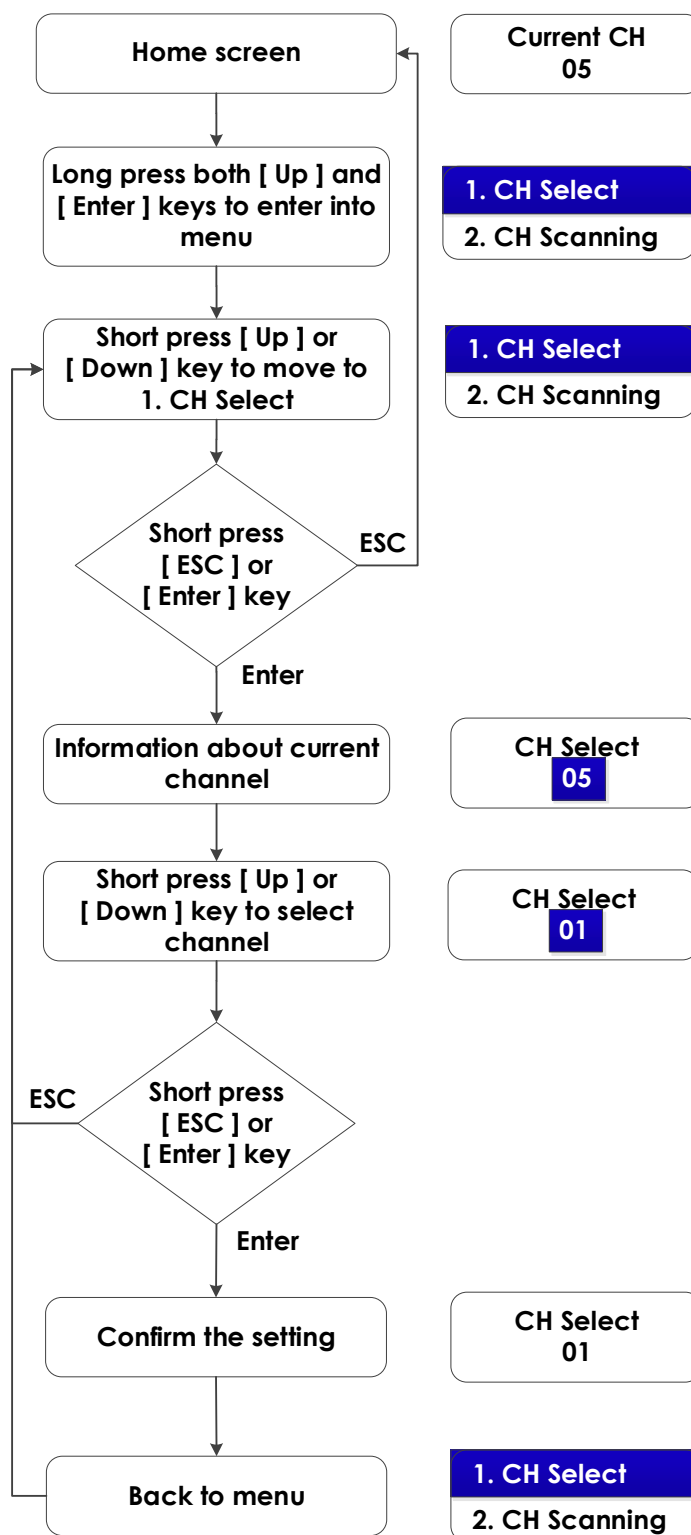 Home screen
Current CH
05
Long press both [ Up ] and
[ Enter ] keys to enter into
menu
1. CH Select
2. CH Scanning
Short press [ Up ] or
[ Down ] key to move to
1. CH Select
1. CH Select
2. CH Scanning
Short press
[ ESC ] or
[ Enter ] key
ESC
Enter
Information about current
channel
CH Select
05
Short press [ Up ] or
[ Down ] key to select
channel
CH Select
01
ESC
Short press
[ ESC ] or
[ Enter ] key
Enter
Confirm the setting
CH Select
01
Back to menu
1. CH Select
2. CH Scanning